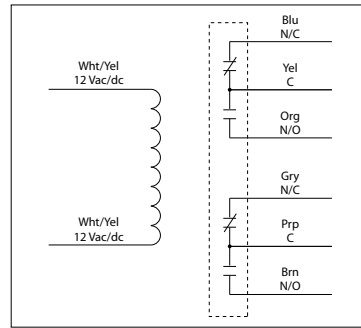 Wht/Yel
12 Vac/dc
Wht/Yel
12 Vac/dc
Blu
N/C
Yel
C
Org
N/O
Gry
N/C
Prp
C
Brn
N/O